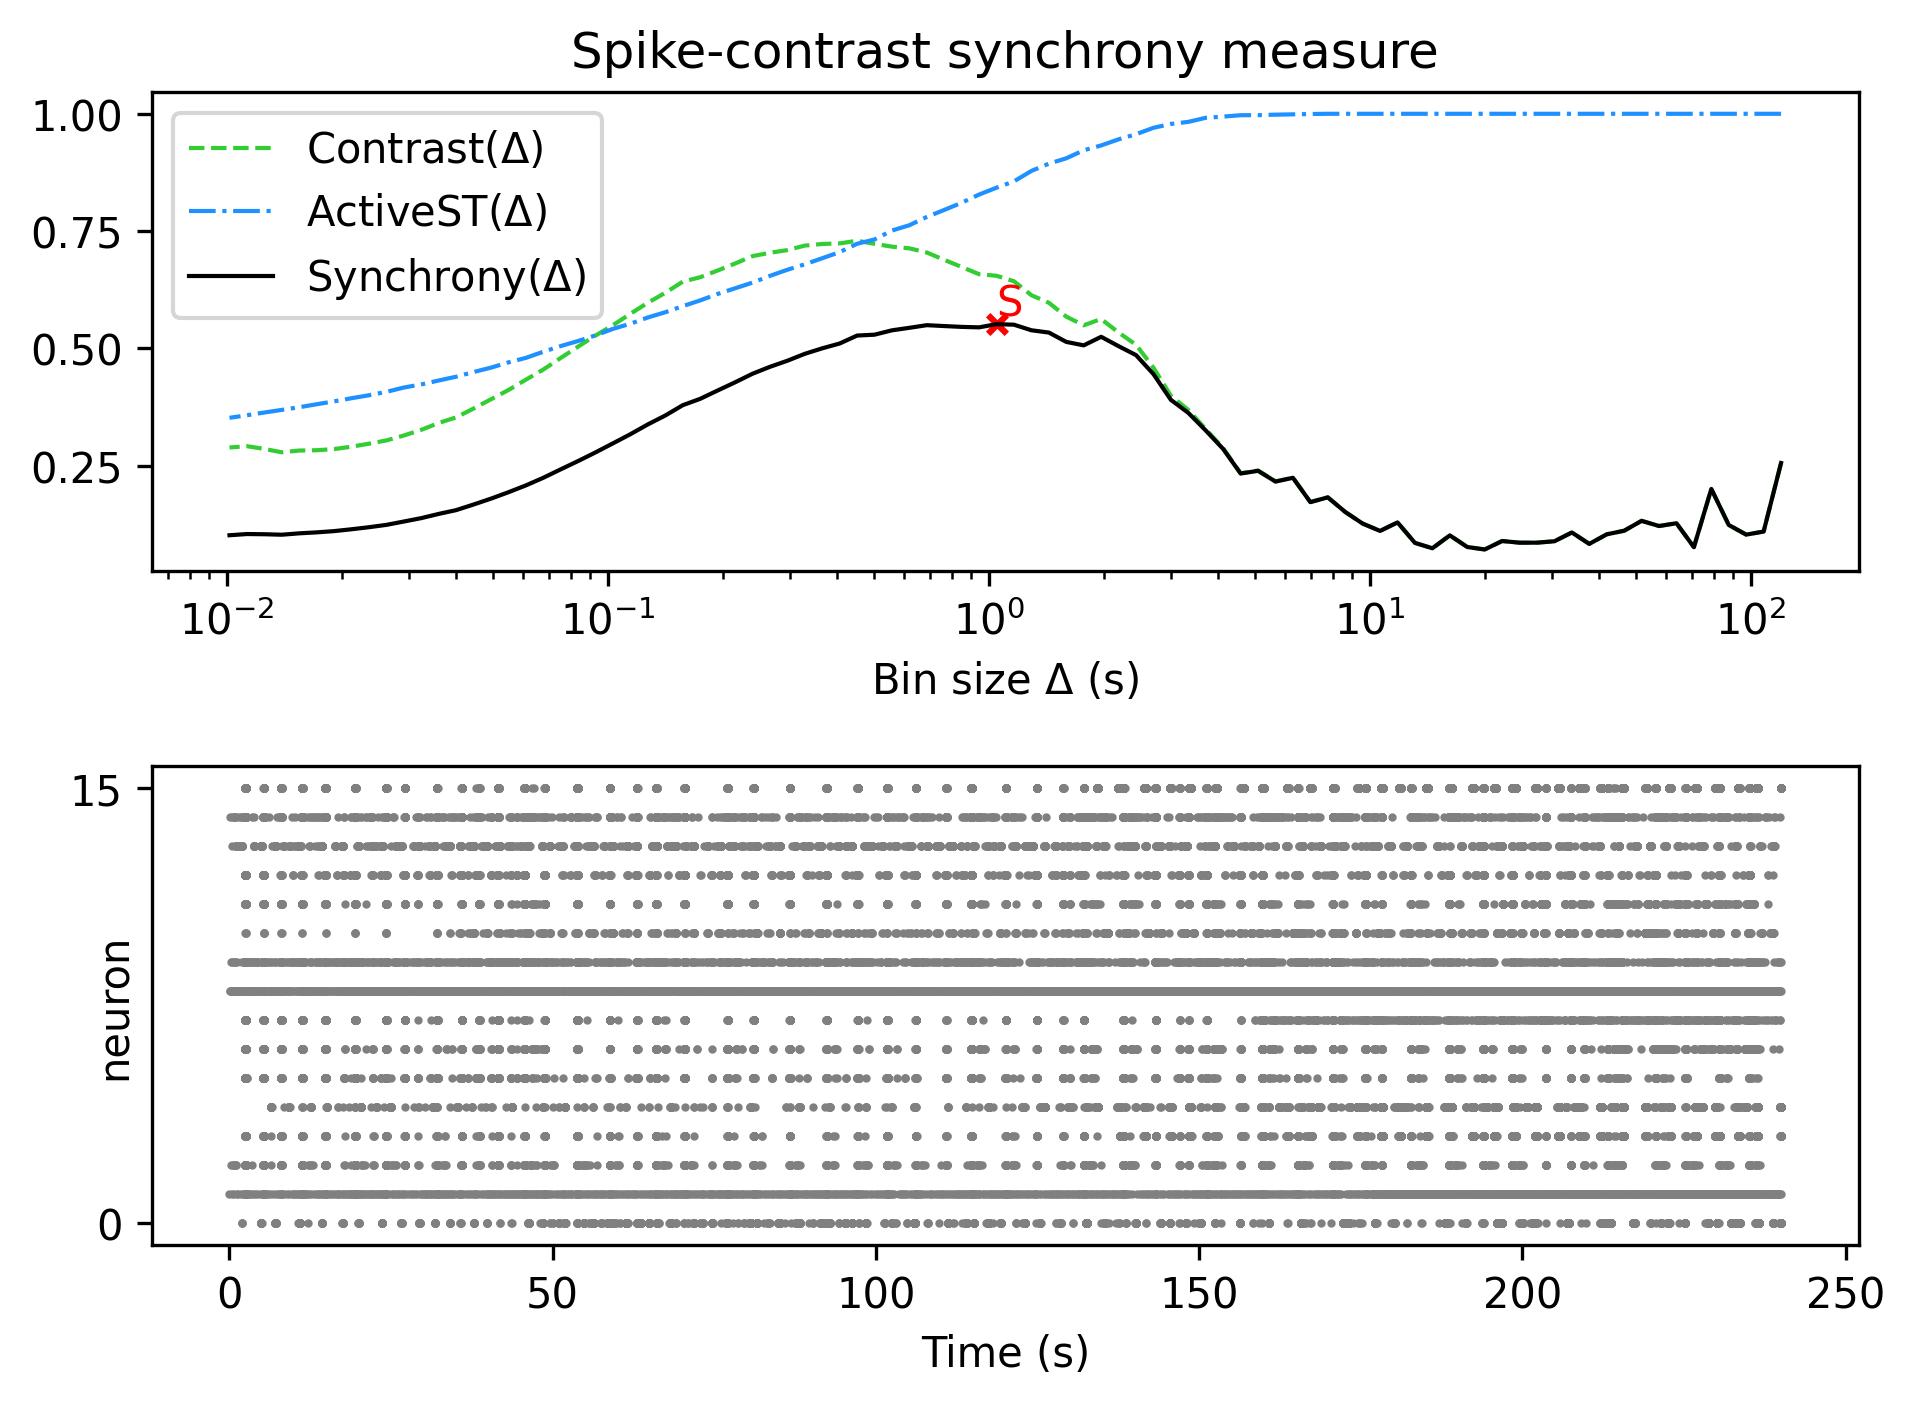 Spike-contrast synchrony measure
1.00
0.75
0.50
0.25
Contrast(Δ)
ActiveST(Δ)
Synchrony(Δ)
S
10⁻² 10⁻¹ 10⁰ 10¹ 10²
Bin size Δ (s)
15
0
neuron
0 50 100 150 200 250
Time (s)